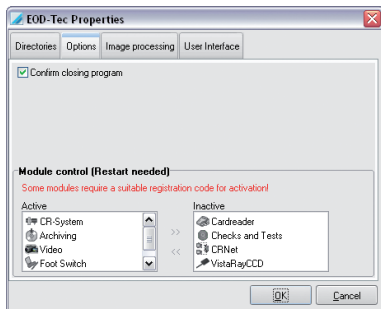 EOD-Tec Properties
Directories Options Image processing User Interface
Confirm closing program
Module control (Restart needed)
Some modules require a suitable registration code for activation!
Active Inactive
CR-System >> Cardreader
Archiving Checks and Tests
Video << CRNet
Foot Switch VistaRayCCD
OK Cancel